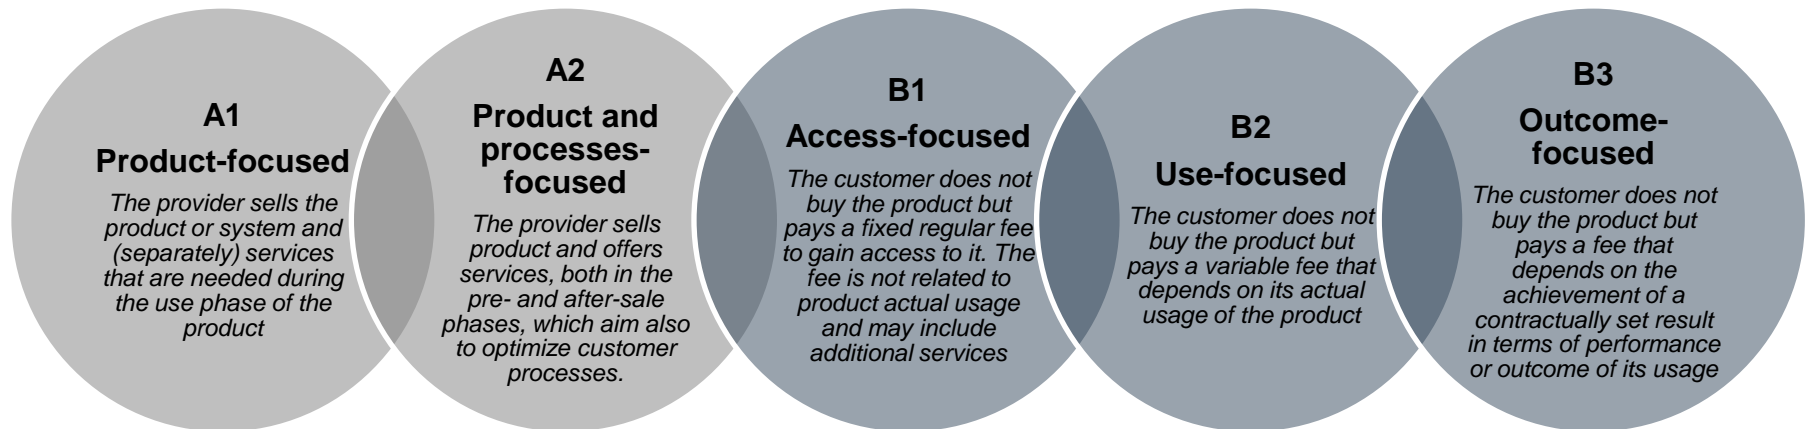 A1
Product-focused
The provider sells the
product or system and
(separately) services
that are needed during
the use phase of the
product
A2
Product and
processes-
focused
The provider sells
product and offers
services, both in the
pre- and after-sale
phases, which aim also
to optimize customer
processes.
B1
Access-focused
The customer does not
buy the product but
pays a fixed regular fee
to gain access to it. The
fee is not related to
product actual usage
and may include
additional services
B2
Use-focused
The customer does not
buy the product but
pays a variable fee that
depends on its actual
usage of the product
B3
Outcome-
focused
The customer does not
buy the product but
pays a fee that
depends on the
achievement of a
contractually set result
in terms of performance
or outcome of its usage